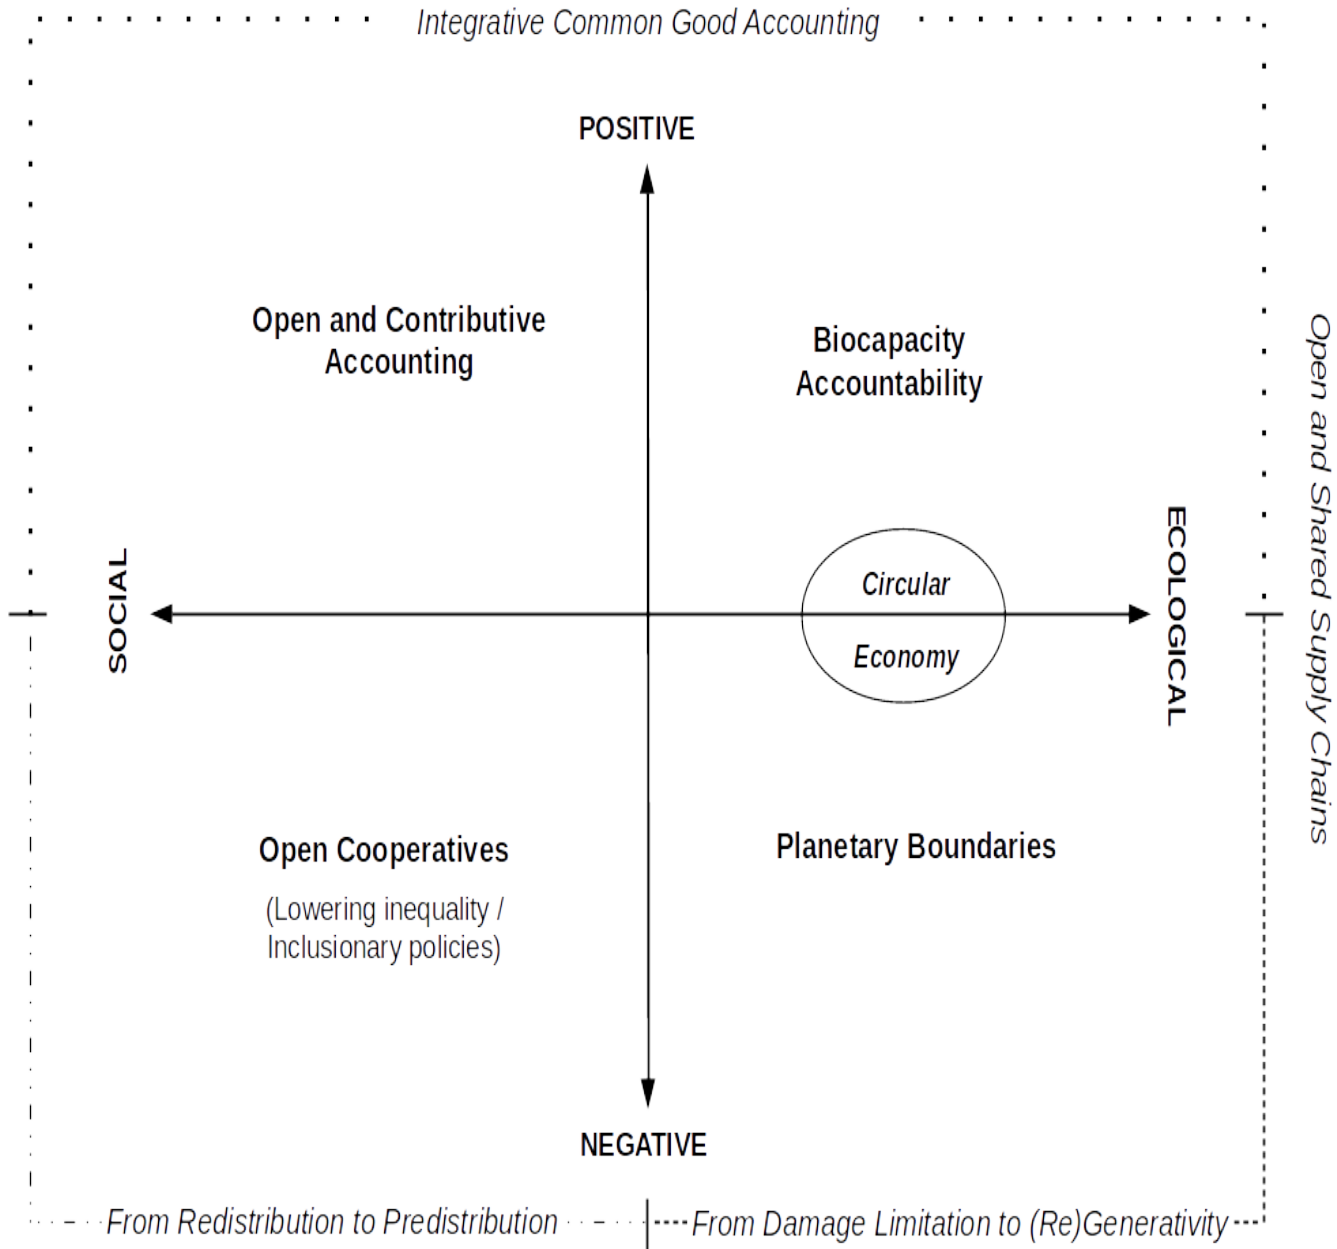 Integrative Common Good Accounting
POSITIVE
Open and Contributive
Accounting
Biocapacity
Accountability
Open and Shared Supply Chains
SOCIAL
Circular
Economy
ECOLOGICAL
Open Cooperatives
(Lowering inequality /
Inclusionary policies)
Planetary Boundaries
NEGATIVE
From Redistribution to Predistribution
From Damage Limitation to (Re)Generativity